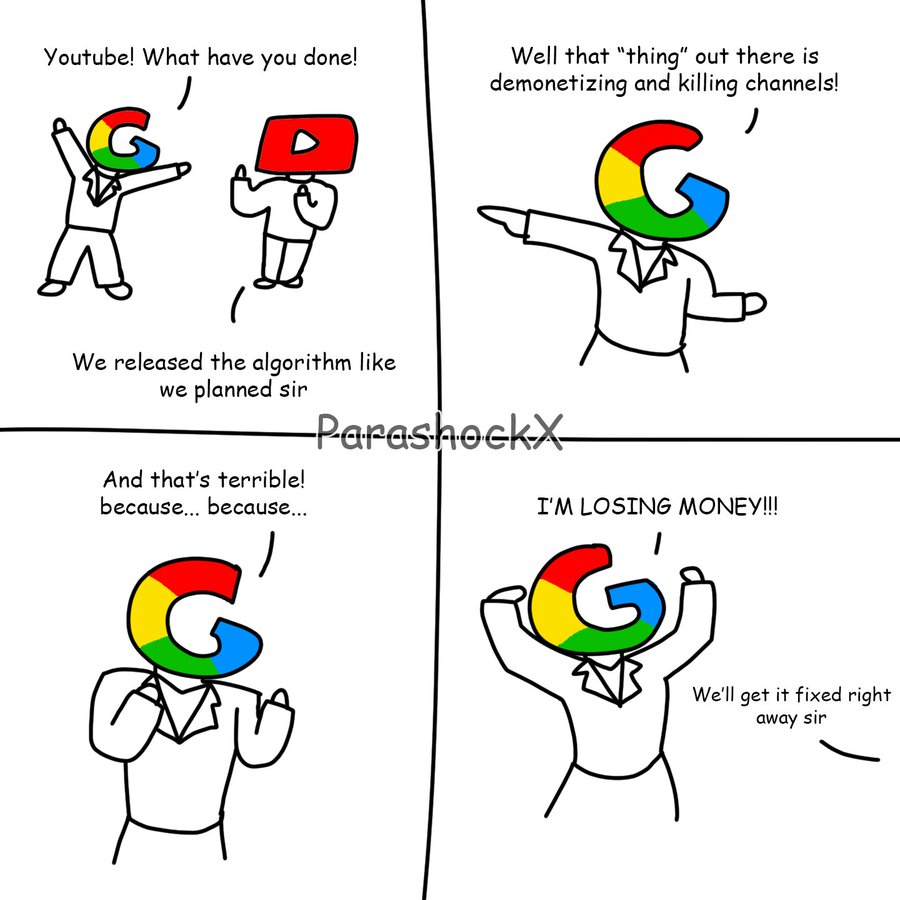 Youtube! What have you done!
We released the algorithm like
we planned sir
Well that “thing” out there is
demonetizing and killing channels!
ParashockX
And that's terrible!
because... because...
I'M LOSING MONEY!!!
We'll get it fixed right
away sir